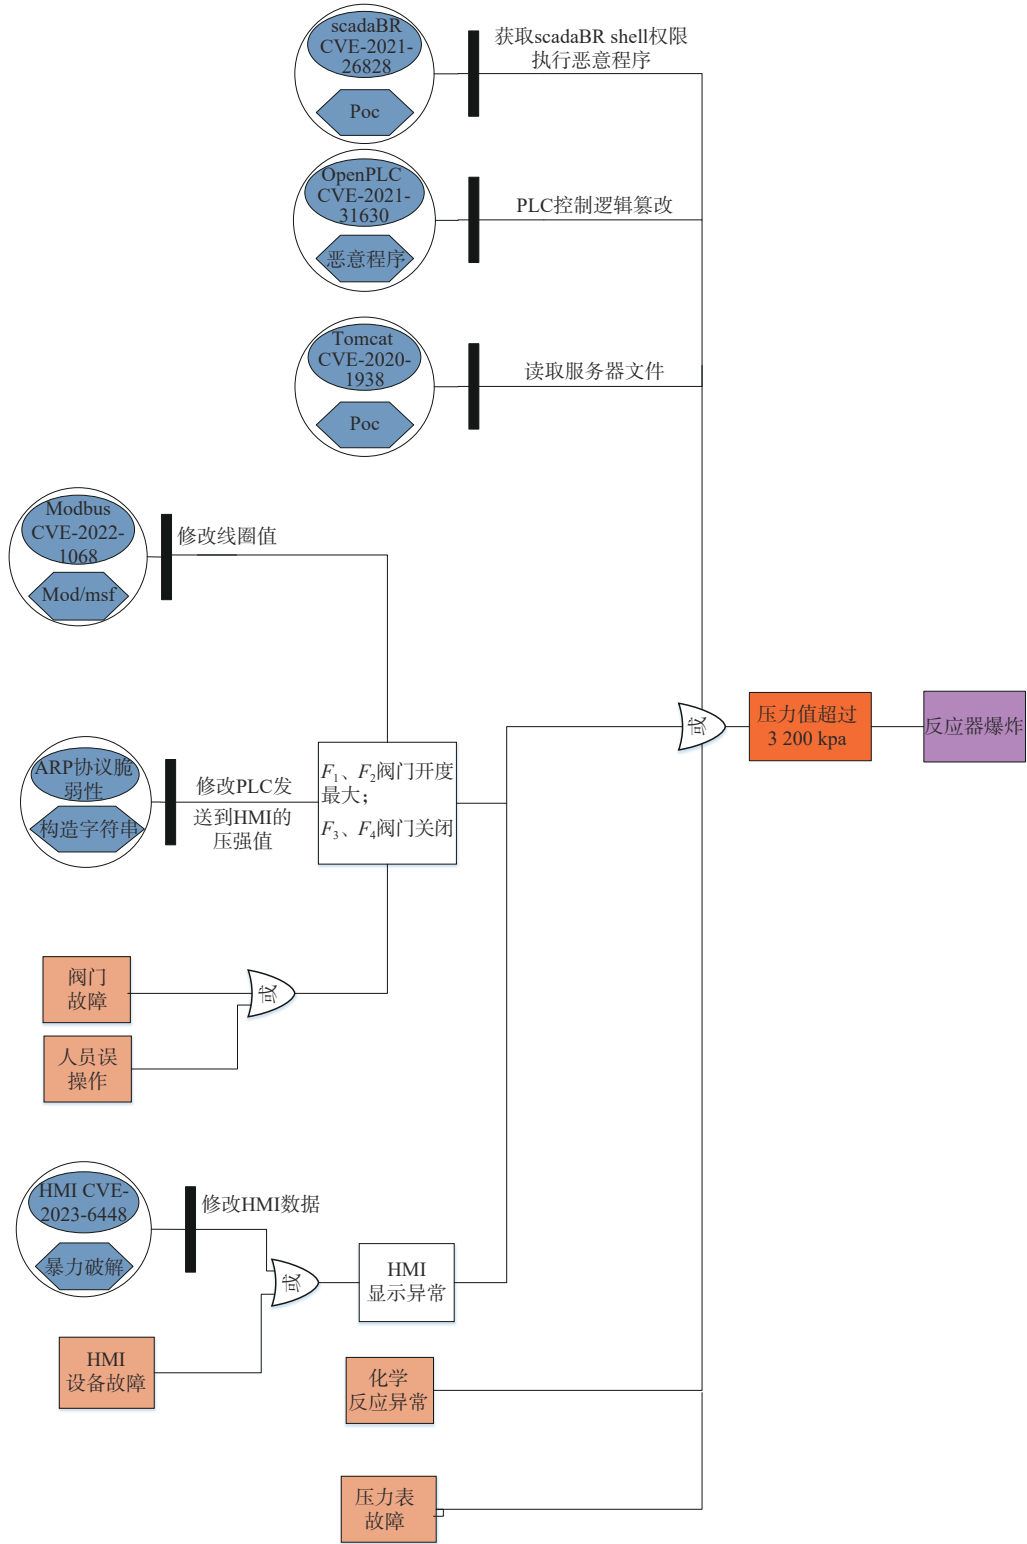 scadaBR
CVE-2021-
26828
Poc
获取scadaBR shell权限
执行恶意程序
OpenPLC
CVE-2021-
31630
恶意程序
PLC控制逻辑篡改
Tomcat
CVE-2020-
1938
Poc
读取服务器文件
Modbus
CVE-2022-
1068
Mod/msf
修改线圈值
或
压力值超过
3 200 kpa
反应器爆炸
ARP协议脆
弱性
构造字符串
修改PLC发
送到HMI的
压强值
F₁、F₂阀门开度
最大；
F₃、F₄阀门关闭
阀门
故障
或
人员误
操作
HMI CVE-
2023-6448
暴力破解
修改HMI数据
或
HMI
显示异常
HMI
设备故障
化学
反应异常
压力表
故障